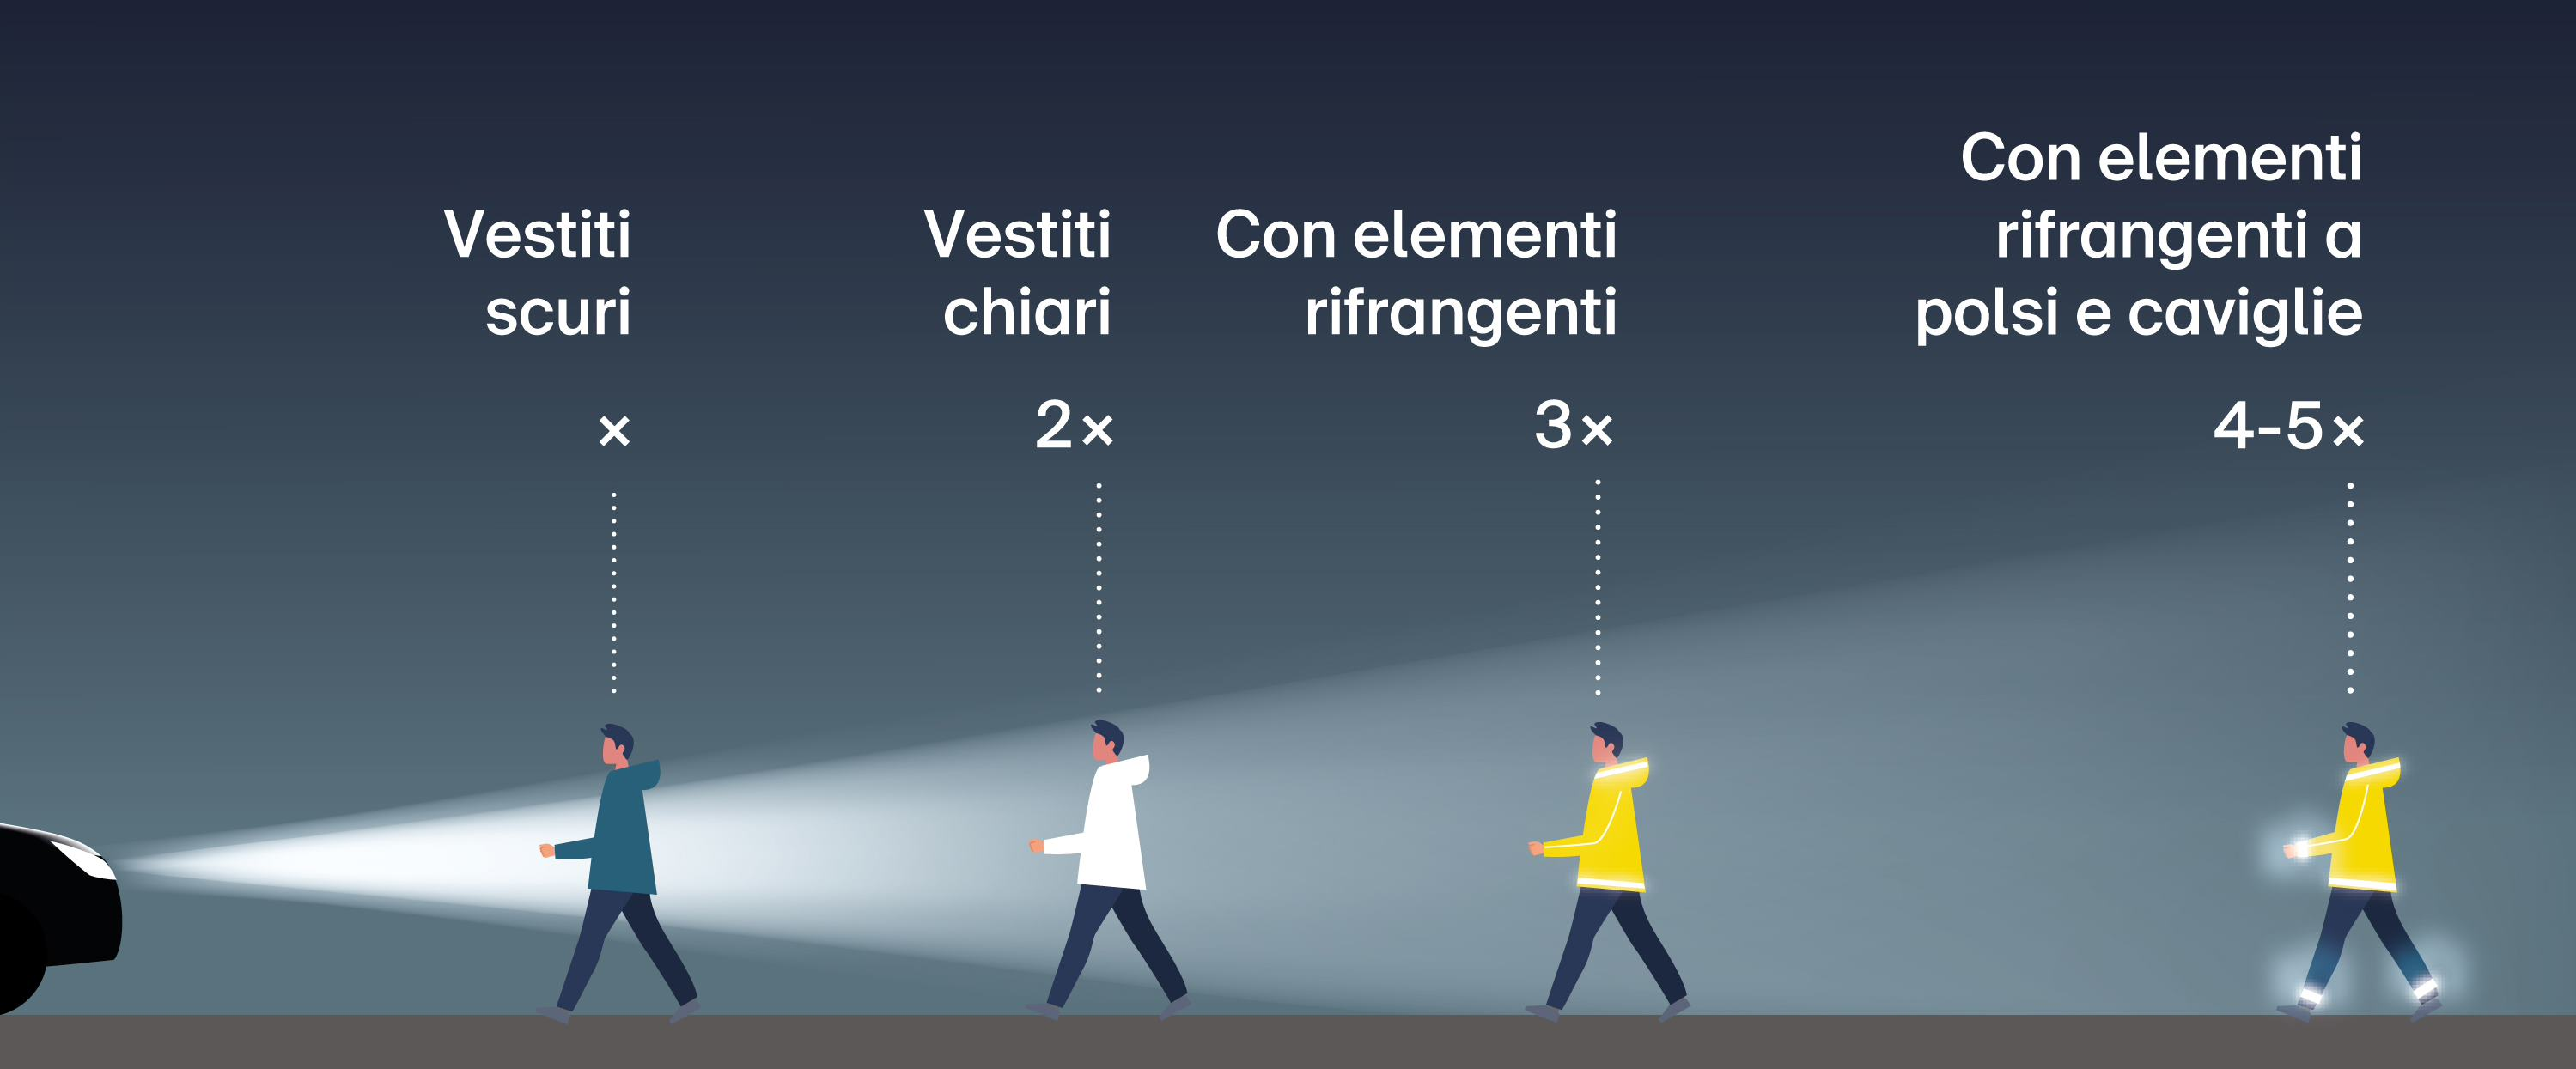 Vestiti
scuri
×
Vestiti
chiari
2×
Con elementi
rifrangenti
3×
Con elementi
rifrangenti a
polsi e caviglie
4-5×